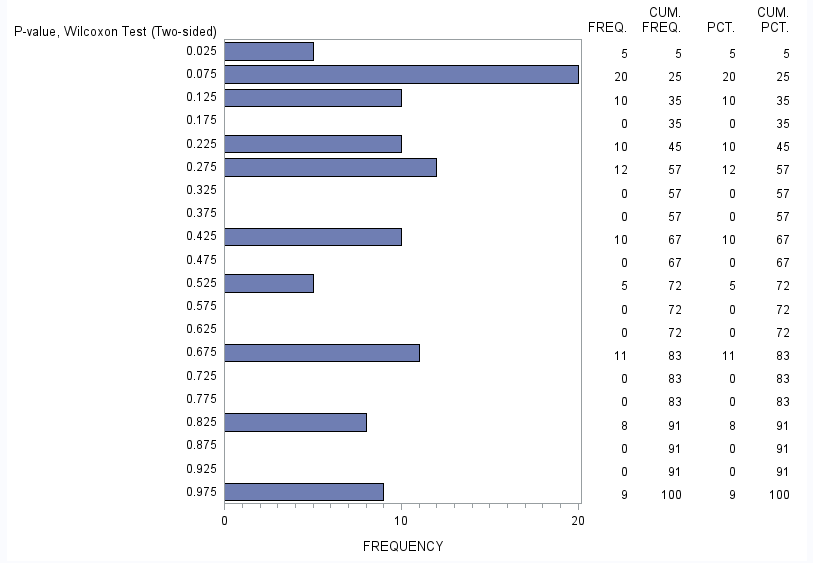 CUM. CUM.
FREQ. FREQ. PCT. PCT.
P-value, Wilcoxon Test (Two-sided)
0.025 5 5 5 5
0.075 20 25 20 25
0.125 10 35 10 35
0.175 0 35 0 35
0.225 10 45 10 45
0.275 12 57 12 57
0.325 0 57 0 57
0.375 0 57 0 57
0.425 10 67 10 67
0.475 0 67 0 67
0.525 5 72 5 72
0.575 0 72 0 72
0.625 0 72 0 72
0.675 11 83 11 83
0.725 0 83 0 83
0.775 0 83 0 83
0.825 8 91 8 91
0.875 0 91 0 91
0.925 0 91 0 91
0.975 9 100 9 100
0 10 20
FREQUENCY